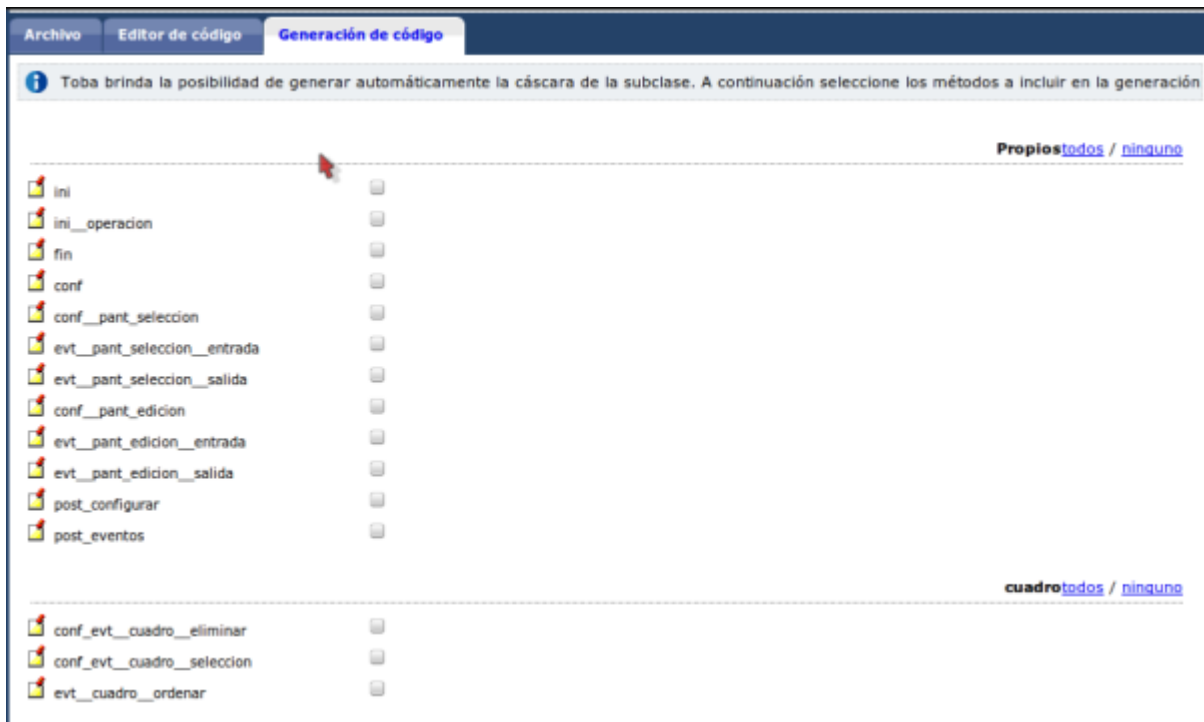 Archivo Editor de código Generación de código
Toba brinda la posibilidad de generar automáticamente la cáscara de la subclase. A continuación seleccione los métodos a incluir en la generación
Propiostodos / ninguno
ini
ini__operacion
fin
conf
conf__pant_seleccion
evt__pant_seleccion__entrada
evt__pant_seleccion__salida
conf__pant_edicion
evt__pant_edicion__entrada
evt__pant_edicion__salida
post_configurar
post_eventos
cuadrotodos / ninguno
conf_evt__cuadro__eliminar
conf_evt__cuadro__seleccion
evt__cuadro__ordenar